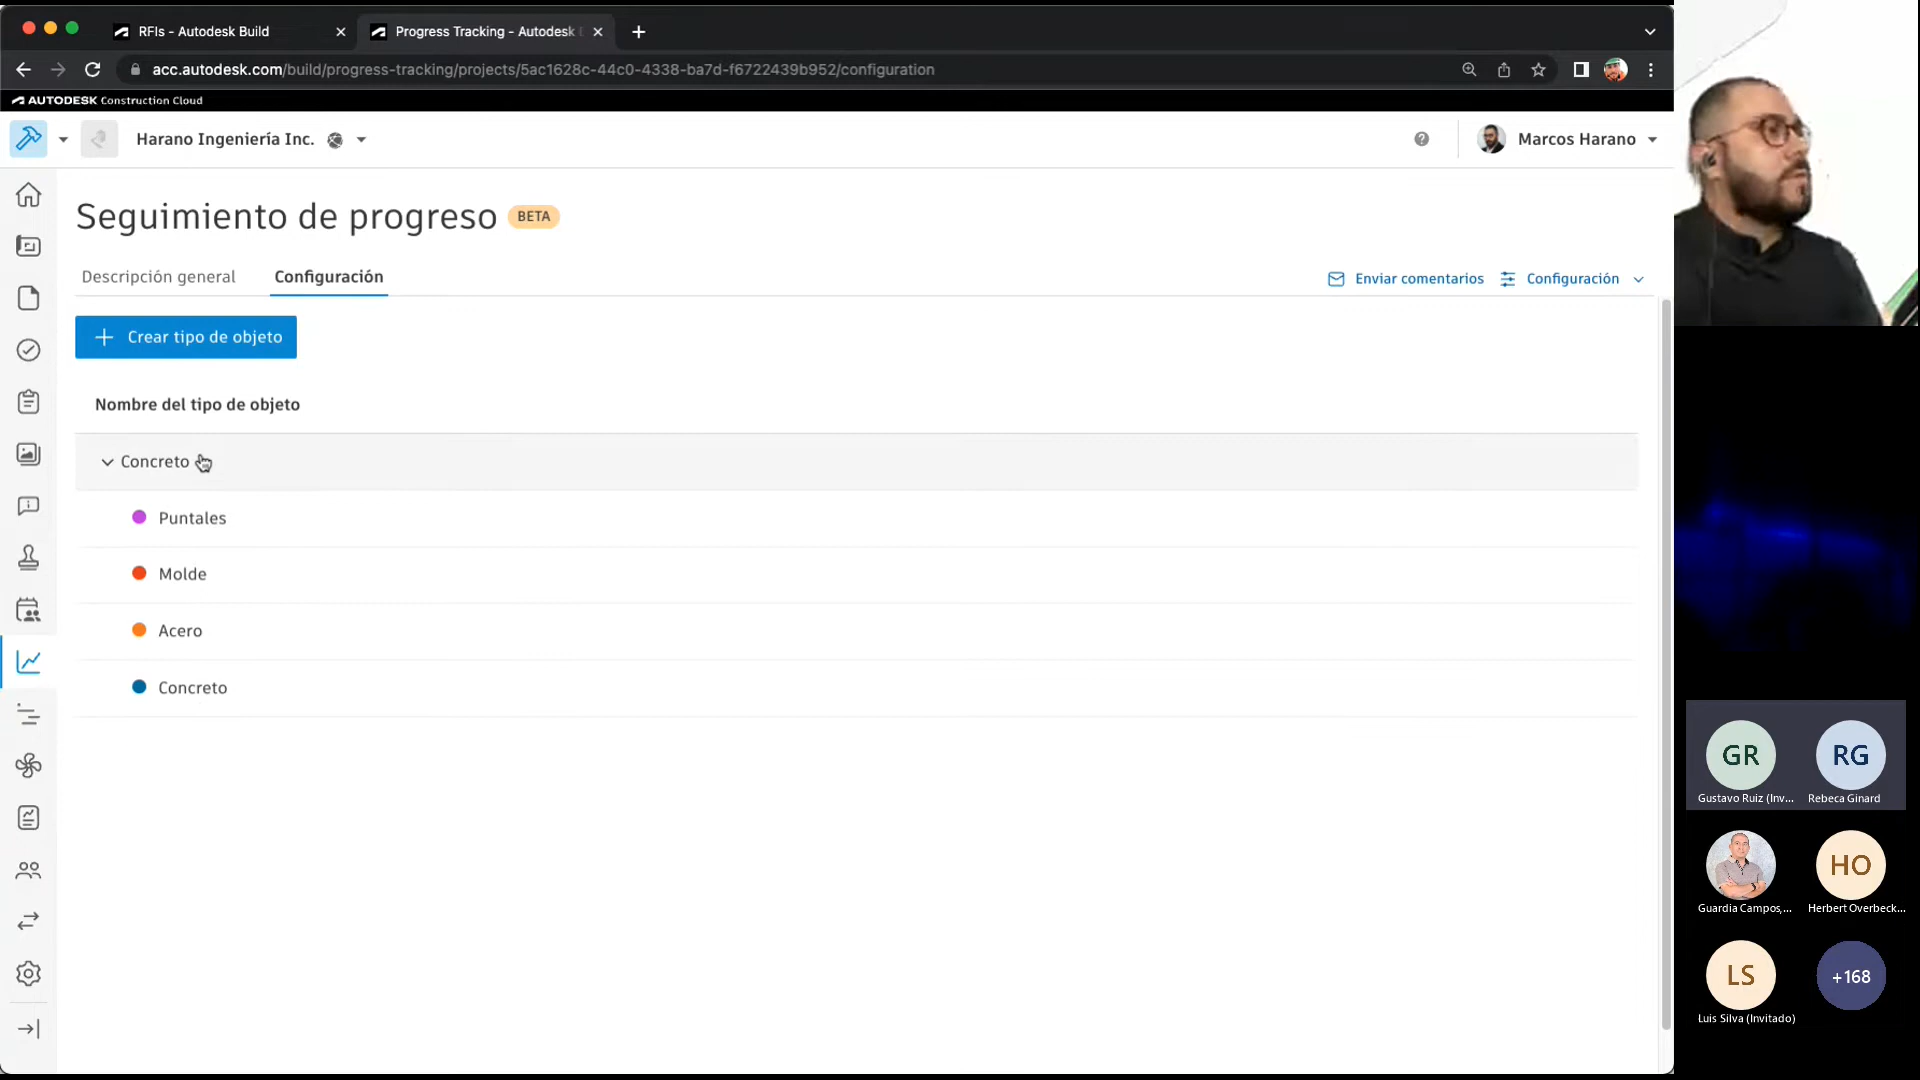 RFIs - Autodesk Build
Progress Tracking - Autodesk
acc.autodesk.com/build/progress-tracking/projects/5ac1628c-44c0-4338-ba7d-f6722439b952/configuration
AUTODESK Construction Cloud
Harano Ingeniería Inc.
Marcos Harano
Seguimiento de progreso BETA
Descripción general
Configuración
Enviar comentarios
Configuración
Crear tipo de objeto
Nombre del tipo de objeto
Concreto
Puntales
Molde
Acero
Concreto
GR
RG
Gustavo Ruiz (Inv...
Rebeca Ginard
HO
Guardia Campos,...
Herbert Overbeck...
LS
+168
Luis Silva (Invitado)